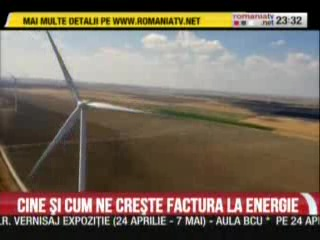 MAI MULTE DETALII PE WWW.ROMANIATV.NET
romaniatv
.net
23:32
CINE ȘI CUM NE CREȘTE FACTURA LA ENERGIE
.R. VERNISAJ EXPOZIȚIE (24 APRILIE - 7 MAI) - AULA BCU * PE 24 APRI